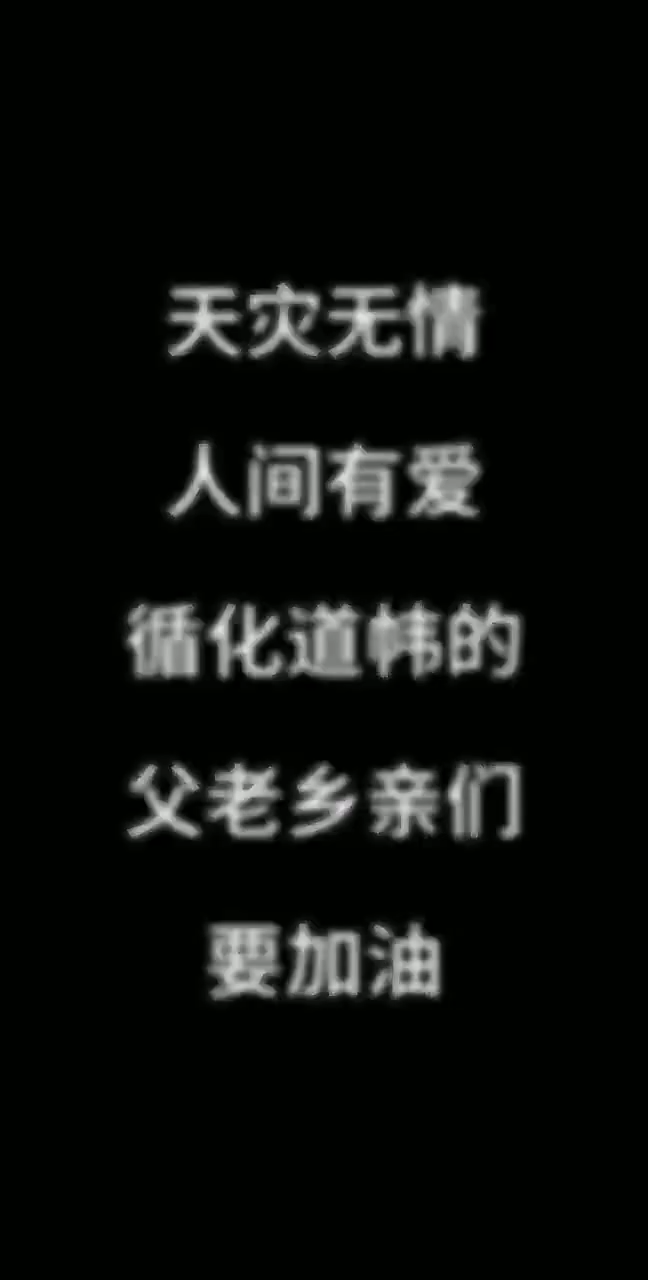 天灾无情
人间有爱
循化道帏的
父老乡亲们
要加油